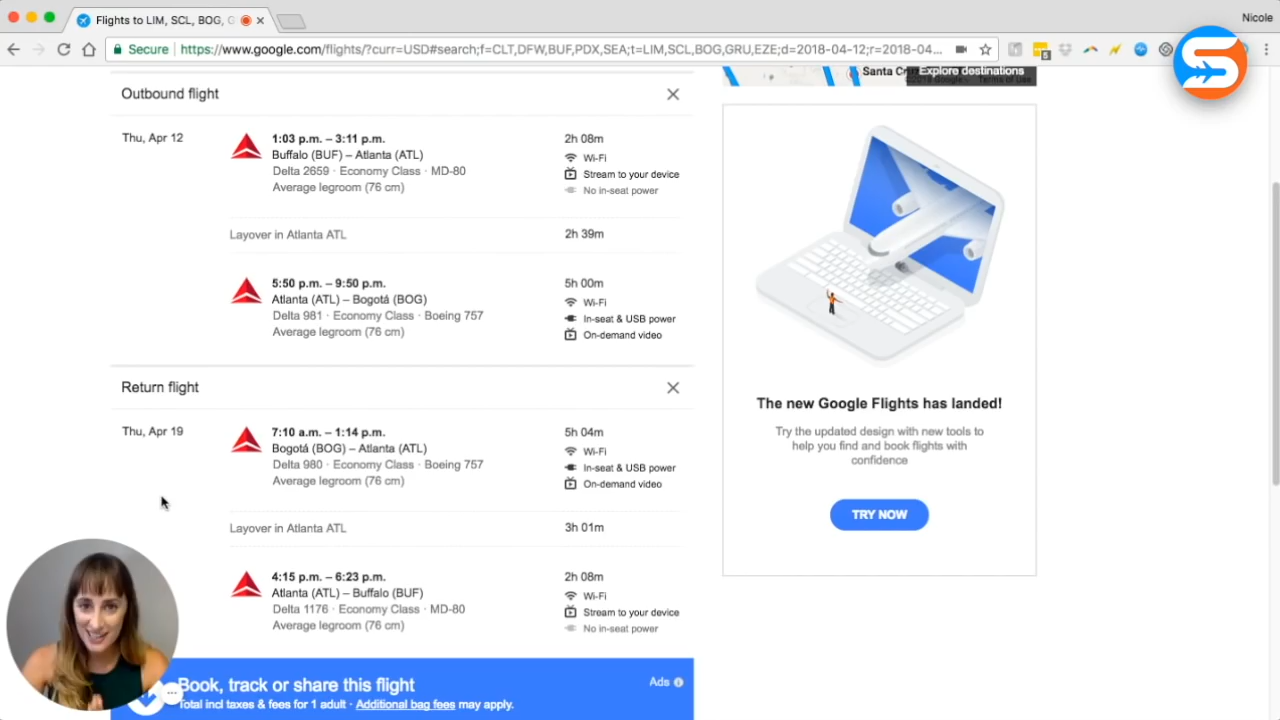 Flights to LIM, SCL, BOG, G
Nicole
Secure
https://www.google.com/flights/?curr=USD#search;f=CLT,DFW,BUF,PDX,SEA;t=LIM,SCL,BOG,GRU,EZE;d=2018-04-12;r=2018-04...
Santa Cr
Explore destinations
Terms of Use
Outbound flight
Thu, Apr 12
1:03 p.m. – 3:11 p.m.
2h 08m
Buffalo (BUF) – Atlanta (ATL)
Wi-Fi
Delta 2659 · Economy Class · MD-80
Stream to your device
Average legroom (76 cm)
No in-seat power
Layover in Atlanta ATL
2h 39m
5:50 p.m. – 9:50 p.m.
5h 00m
Atlanta (ATL) – Bogotá (BOG)
Wi-Fi
Delta 981 · Economy Class · Boeing 757
In-seat & USB power
Average legroom (76 cm)
On-demand video
Return flight
Thu, Apr 19
7:10 a.m. – 1:14 p.m.
5h 04m
Bogotá (BOG) – Atlanta (ATL)
Wi-Fi
Delta 980 · Economy Class · Boeing 757
In-seat & USB power
Average legroom (76 cm)
On-demand video
Layover in Atlanta ATL
3h 01m
4:15 p.m. – 6:23 p.m.
2h 08m
Atlanta (ATL) – Buffalo (BUF)
Wi-Fi
Delta 1176 · Economy Class · MD-80
Stream to your device
Average legroom (76 cm)
No in-seat power
Book, track or share this flight
Ads
Total incl taxes & fees for 1 adult · Additional bag fees may apply.
The new Google Flights has landed!
Try the updated design with new tools to
help you find and book flights with
confidence
TRY NOW